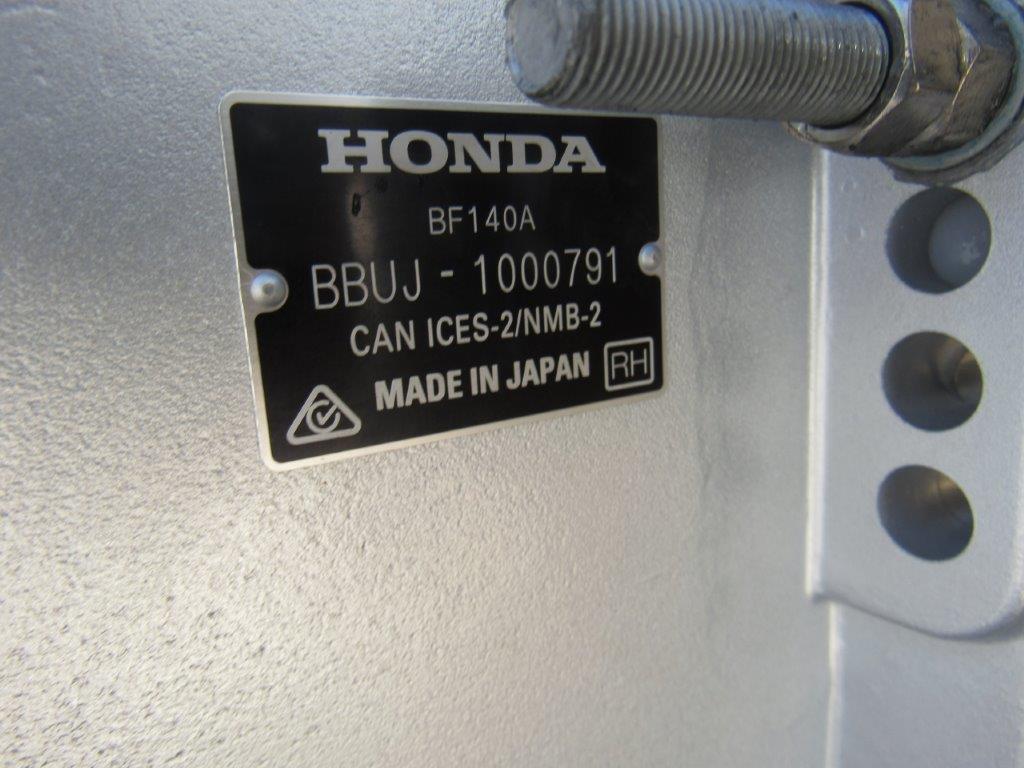 HONDA
BF140A
BBUJ - 1000791
CAN ICES-2/NMB-2
MADE IN JAPAN RH